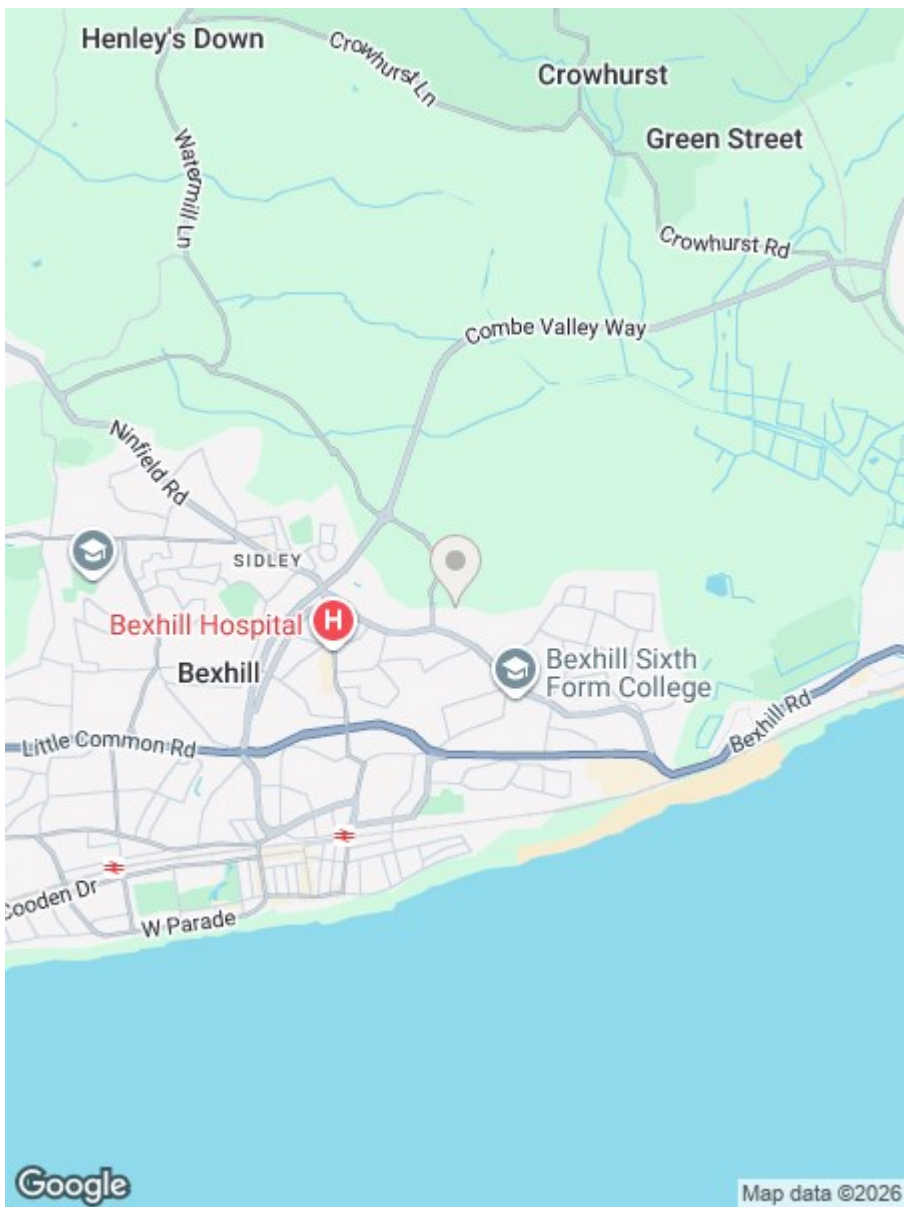 Henley's Down
Crowhurst Ln
Crowhurst
Green Street
Watermill Ln
Crowhurst Rd
Combe Valley Way
Ninfield Rd
SIDLEY
H
Bexhill Hospital
Bexhill
Bexhill Sixth
Form College
Bexhill Rd
Little Common Rd
Cooden Dr
W Parade
Google
Map data ©2026